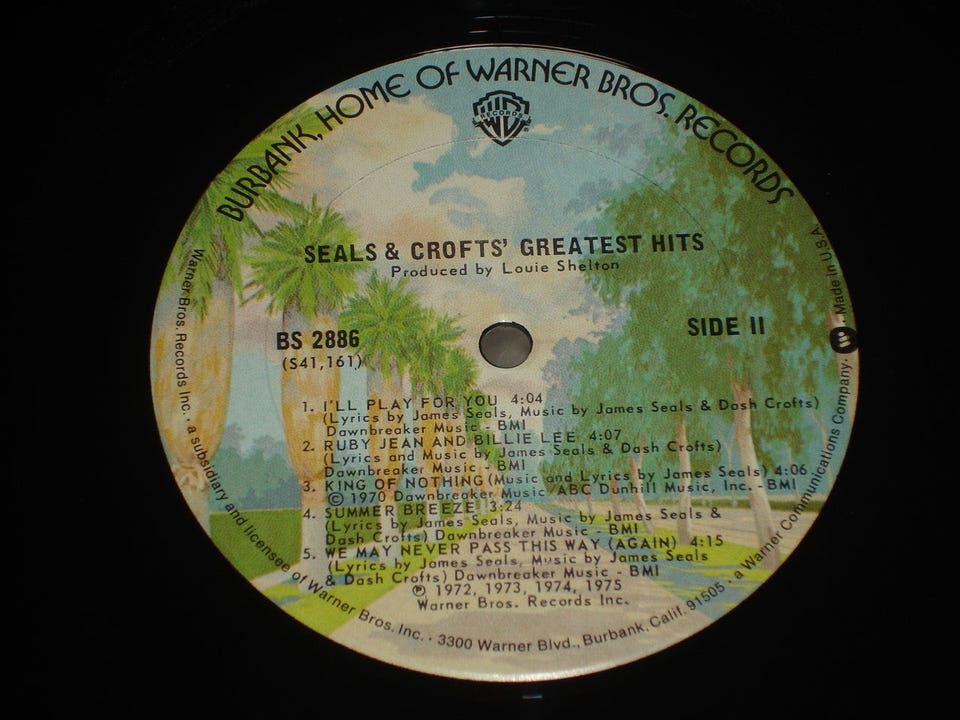 BURBANK, HOME OF WARNER BROS. RECORDS
WB
RECORDS
SEALS & CROFTS' GREATEST HITS
Produced by Louie Shelton
BS 2886
(S41,161)
SIDE II
1. I'LL PLAY FOR YOU 4:04
(Lyrics by James Seals, Music by James Seals & Dash Crofts)
Dawnbreaker Music - BMI
2. RUBY JEAN AND BILLIE LEE 4:07
(Lyrics and Music by James Seals & Dash Crofts)
Dawnbreaker Music - BMI
3. KING OF NOTHING (Music and Lyrics by James Seals) 4:06
© 1970 Dawnbreaker Music/ABC Dunhill Music, Inc. - BMI
4. SUMMER BREEZE 3:24
(Lyrics by James Seals, Music by James Seals &
Dash Crofts) Dawnbreaker Music - BMI
5. WE MAY NEVER PASS THIS WAY (AGAIN) 4:15
(Lyrics by James Seals, Music by James Seals
& Dash Crofts) Dawnbreaker Music - BMI
℗ 1972, 1973, 1974, 1975
Warner Bros. Records Inc.
Warner Bros. Records Inc. • a subsidiary and licensee of Warner Bros. Inc. • 3300 Warner Blvd., Burbank, Calif. 91505 • a Warner Communications Company. • Made in U.S.A.